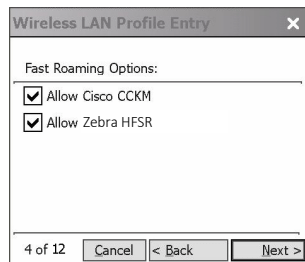 Wireless LAN Profile Entry
Fast Roaming Options:
Allow Cisco CCKM
Allow Zebra HFSR
4 of 12 Cancel < Back Next >